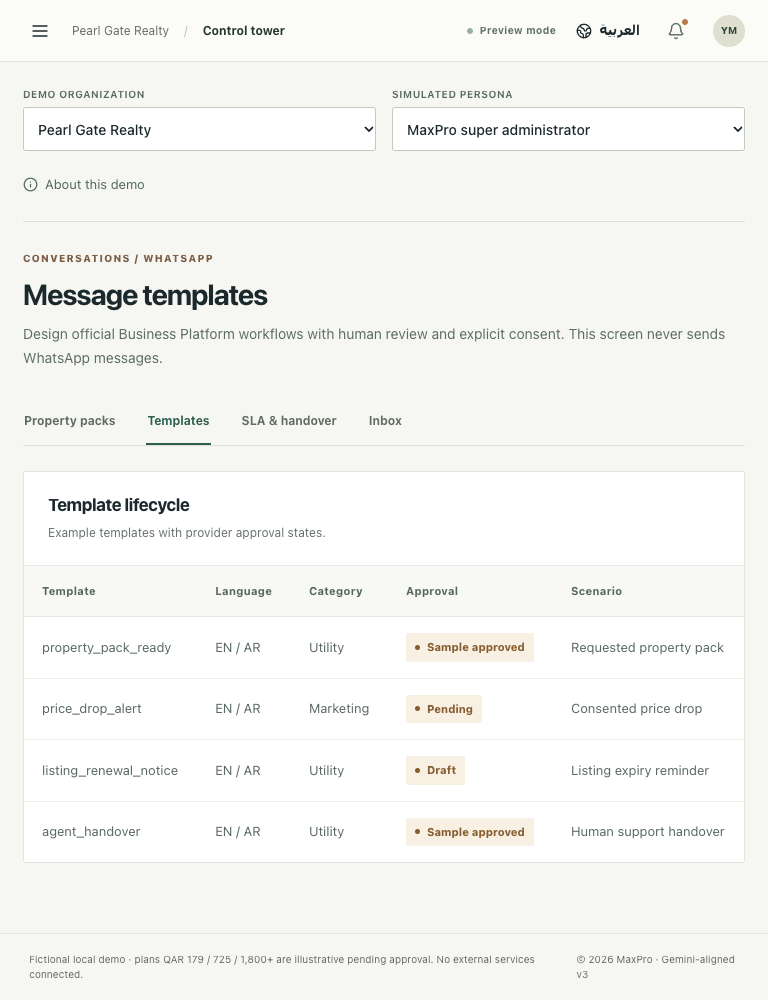 Pearl Gate Realty / Control tower
Preview mode
العربية
YM
DEMO ORGANIZATION
Pearl Gate Realty
SIMULATED PERSONA
MaxPro super administrator
About this demo
CONVERSATIONS / WHATSAPP
Message templates
Design official Business Platform workflows with human review and explicit consent. This screen never sends
WhatsApp messages.
Property packs
Templates
SLA & handover
Inbox
Template lifecycle
Example templates with provider approval states.
Template Language Category Approval Scenario
property_pack_ready EN / AR Utility Sample approved Requested property pack
price_drop_alert EN / AR Marketing Pending Consented price drop
listing_renewal_notice EN / AR Utility Draft Listing expiry reminder
agent_handover EN / AR Utility Sample approved Human support handover
Fictional local demo · plans QAR 179 / 725 / 1,800+ are illustrative pending approval. No external services
connected.
© 2026 MaxPro · Gemini-aligned
v3